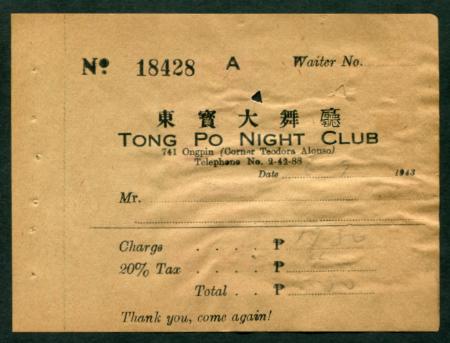 Nº 18428 A Waiter No.
東寳大舞廳
TONG PO NIGHT CLUB
741 Ongpin (Corner Teodora Alonso)
Telephone No. 2-42-88
Date 1943
Mr.
Charge . . . . ₱
20% Tax . . . . ₱
Total . . ₱
Thank you, come again!